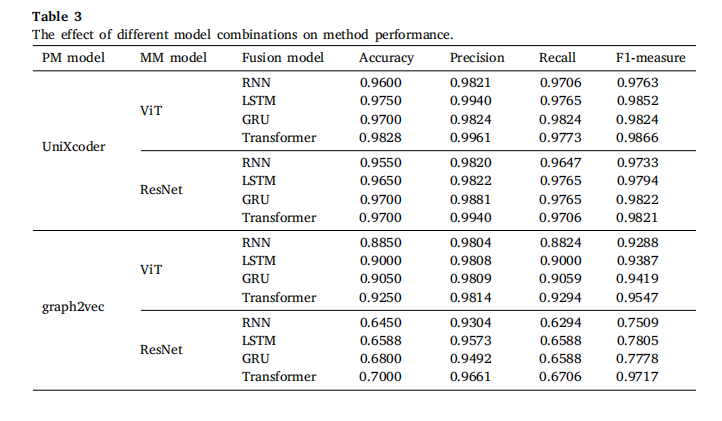 Table 3
The effect of different model combinations on method performance.
PM model MM model Fusion model Accuracy Precision Recall F1-measure
UniXcoder ViT RNN 0.9600 0.9821 0.9706 0.9763
LSTM 0.9750 0.9940 0.9765 0.9852
GRU 0.9700 0.9824 0.9824 0.9824
Transformer 0.9828 0.9961 0.9773 0.9866
ResNet RNN 0.9550 0.9820 0.9647 0.9733
LSTM 0.9650 0.9822 0.9765 0.9794
GRU 0.9700 0.9881 0.9765 0.9822
Transformer 0.9700 0.9940 0.9706 0.9821
graph2vec ViT RNN 0.8850 0.9804 0.8824 0.9288
LSTM 0.9000 0.9808 0.9000 0.9387
GRU 0.9050 0.9809 0.9059 0.9419
Transformer 0.9250 0.9814 0.9294 0.9547
ResNet RNN 0.6450 0.9304 0.6294 0.7509
LSTM 0.6588 0.9573 0.6588 0.7805
GRU 0.6800 0.9492 0.6588 0.7778
Transformer 0.7000 0.9661 0.6706 0.9717